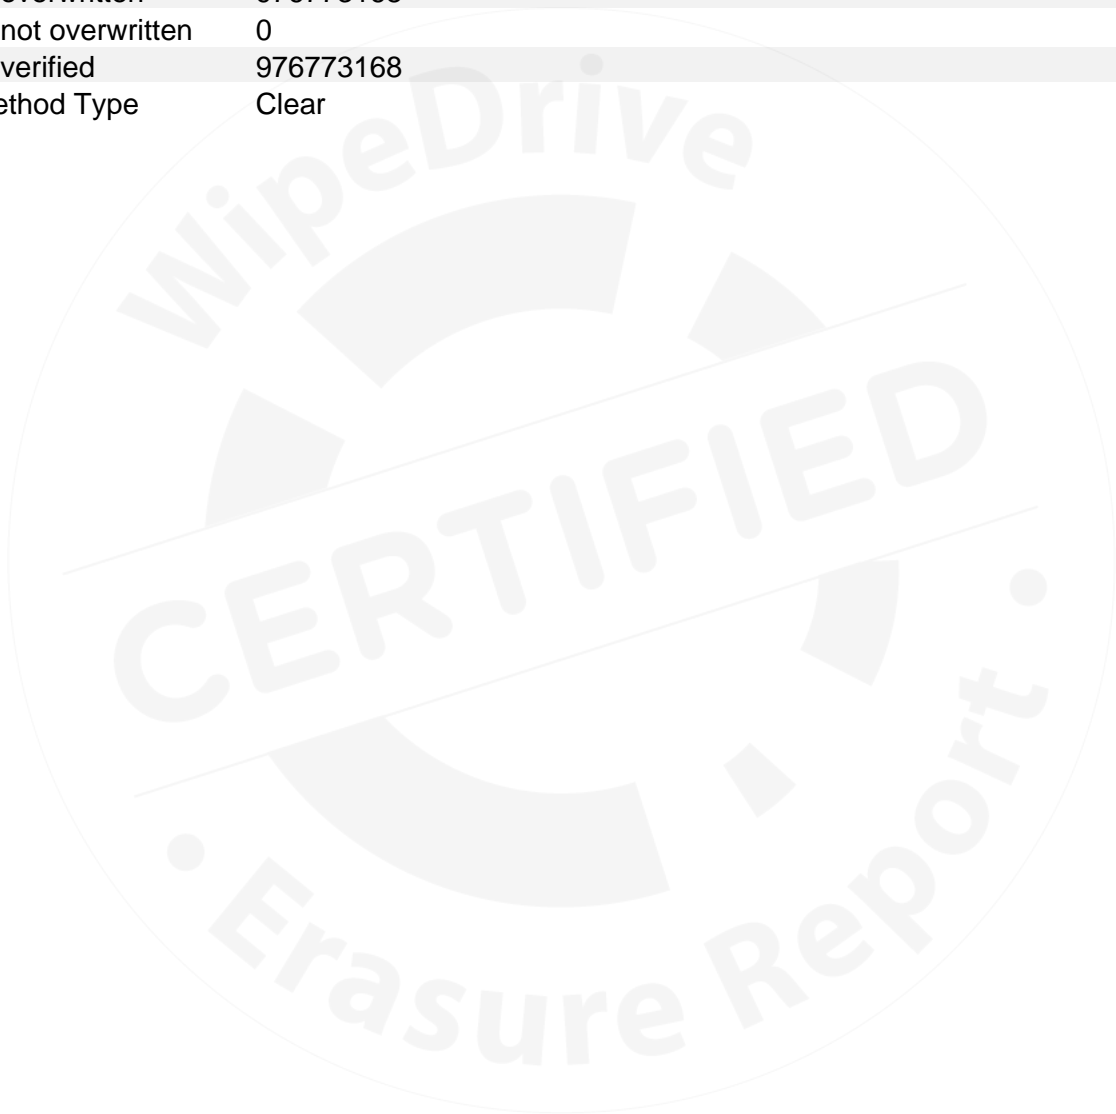 not overwritten 0
verified 976773168
ethod Type Clear
WipeDrive
CERTIFIED
Erasure Report